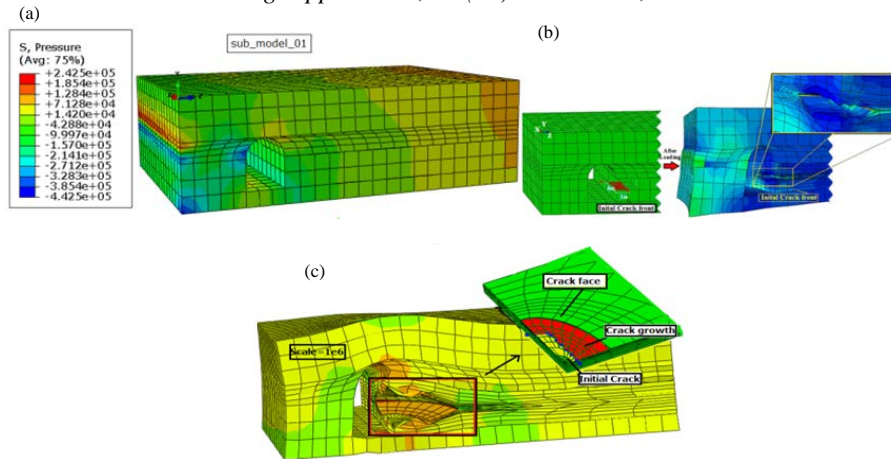 (a)
S, Pressure
(Avg: 75%)
+2.425e+05
+1.854e+05
+1.284e+05
+7.128e+04
+1.420e+04
-4.288e+04
-9.997e+04
-1.570e+05
-2.141e+05
-2.712e+05
-3.283e+05
-3.854e+05
-4.425e+05
sub_model_01
(b)
After
Loading
Inital Crack front
Inital Crack front
(c)
Scale=1e6
Crack face
Crack growth
Initial Crack